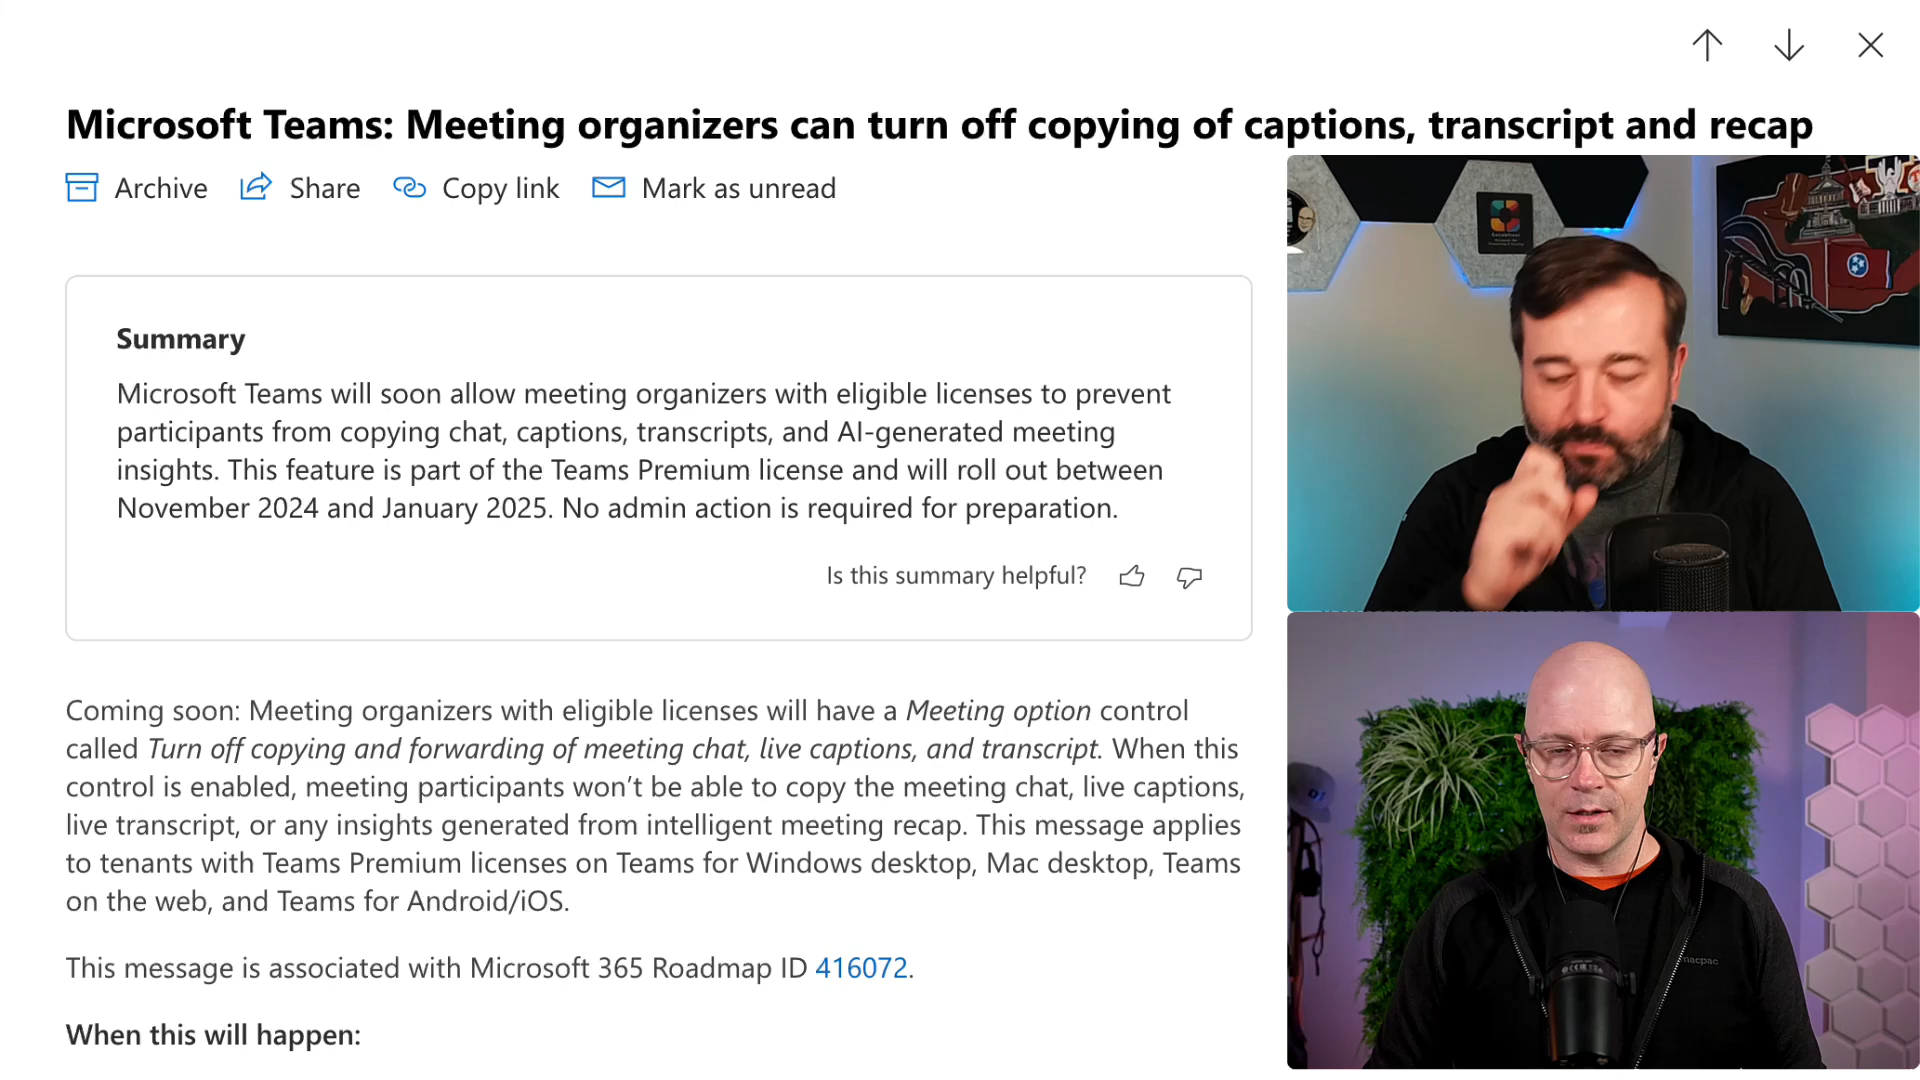 Microsoft Teams: Meeting organizers can turn off copying of captions, transcript and recap
Archive Share Copy link Mark as unread
Summary
Microsoft Teams will soon allow meeting organizers with eligible licenses to prevent
participants from copying chat, captions, transcripts, and AI-generated meeting
insights. This feature is part of the Teams Premium license and will roll out between
November 2024 and January 2025. No admin action is required for preparation.
Is this summary helpful?
Coming soon: Meeting organizers with eligible licenses will have a Meeting option control
called Turn off copying and forwarding of meeting chat, live captions, and transcript. When this
control is enabled, meeting participants won’t be able to copy the meeting chat, live captions,
live transcript, or any insights generated from intelligent meeting recap. This message applies
to tenants with Teams Premium licenses on Teams for Windows desktop, Mac desktop, Teams
on the web, and Teams for Android/iOS.
This message is associated with Microsoft 365 Roadmap ID 416072.
When this will happen:
macpac